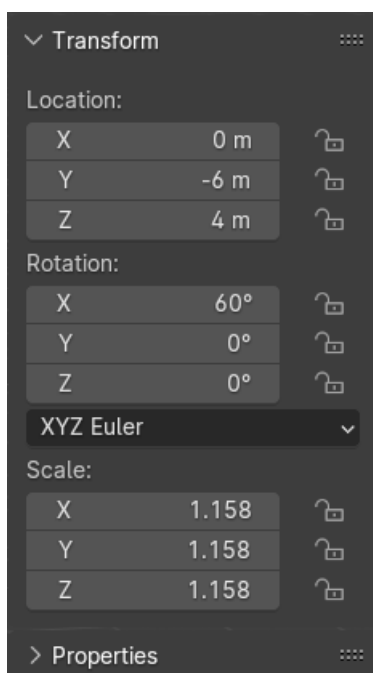 Transform
Location:
X 0 m
Y -6 m
Z 4 m
Rotation:
X 60°
Y 0°
Z 0°
XYZ Euler
Scale:
X 1.158
Y 1.158
Z 1.158
Properties